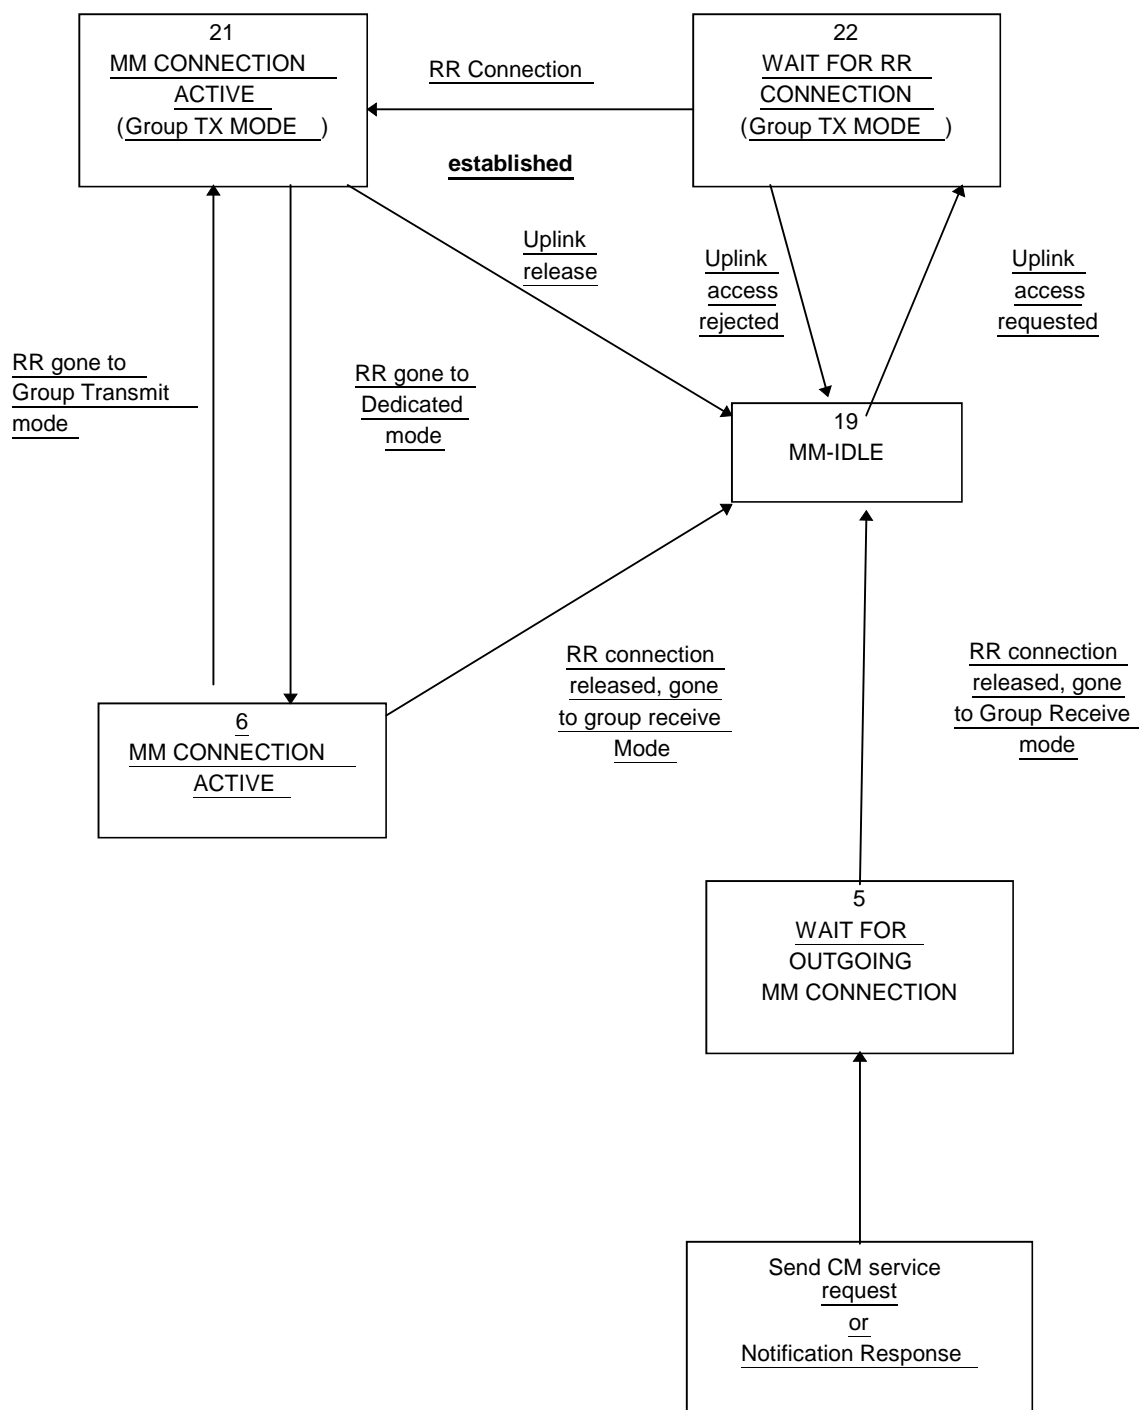 21
MM CONNECTION
ACTIVE
(Group TX MODE )
RR Connection
established
22
WAIT FOR RR
CONNECTION
(Group TX MODE )
Uplink
release
Uplink
access
rejected
Uplink
access
requested
RR gone to
Group Transmit
mode
RR gone to
Dedicated
mode
19
MM-IDLE
6
MM CONNECTION
ACTIVE
RR connection
released, gone
to group receive
Mode
RR connection
released, gone
to Group Receive
mode
5
WAIT FOR
OUTGOING
MM CONNECTION
Send CM service
request
or
Notification Response